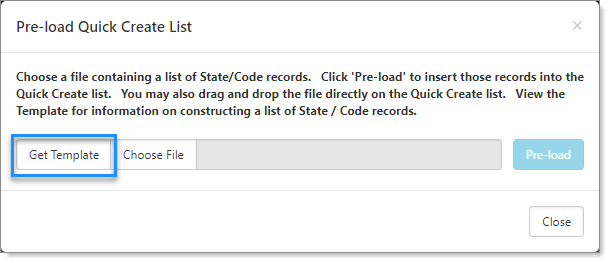 Pre-load Quick Create List ×
Choose a file containing a list of State/Code records. Click 'Pre-load' to insert those records into the
Quick Create list. You may also drag and drop the file directly on the Quick Create list. View the
Template for information on constructing a list of State / Code records.
Get Template Choose File Pre-load
Close